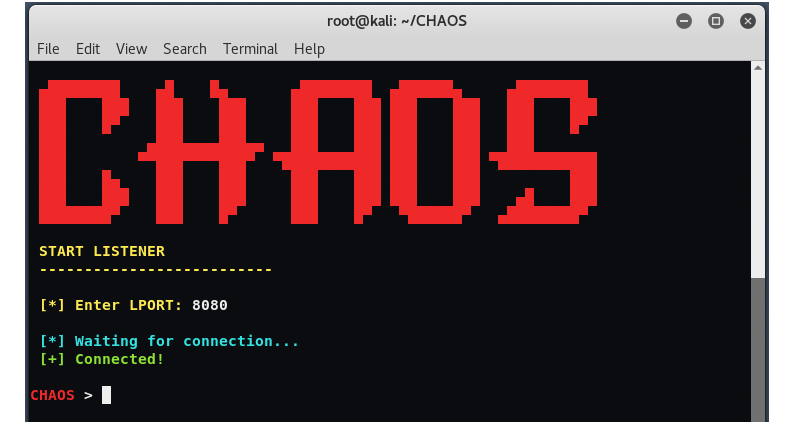 root@kali: ~/CHAOS
File Edit View Search Terminal Help
CHAOS
START LISTENER
--------------------------
[*] Enter LPORT: 8080
[*] Waiting for connection...
[+] Connected!
CHAOS >